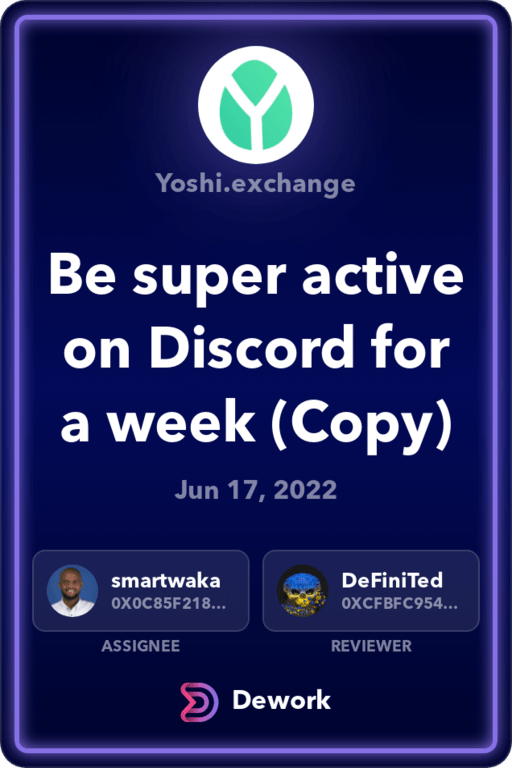 Yoshi.exchange
Be super active
on Discord for
a week (Copy)
Jun 17, 2022
smartwaka
0X0C85F218...
ASSIGNEE
DeFiniTed
0XCFBFC954...
REVIEWER
Dework